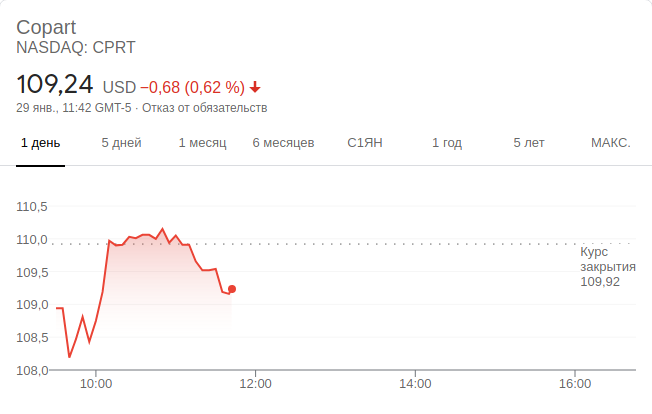 Copart
NASDAQ: CPRT
109,24 USD −0,68 (0,62 %)
29 янв., 11:42 GMT-5 · Отказ от обязательств
1 день 5 дней 1 месяц 6 месяцев С1ЯН 1 год 5 лет МАКС.
110,5
110,0
109,5
109,0
108,5
108,0
Курс
закрытия
109,92
10:00 12:00 14:00 16:00